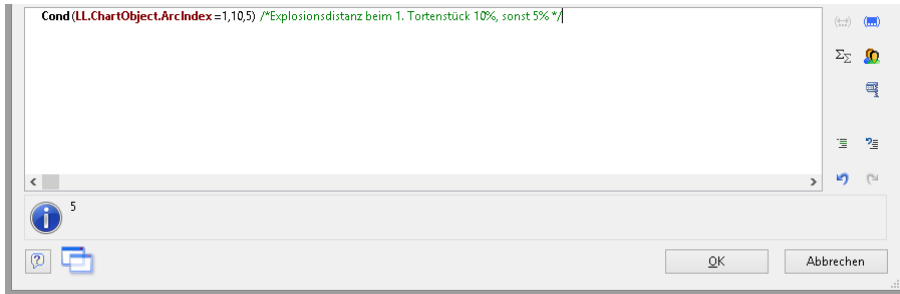 Cond(LL.ChartObject.ArcIndex=1,10,5) /*Explosionsdistanz beim 1. Tortenstück 10%, sonst 5% */
5
OK Abbrechen